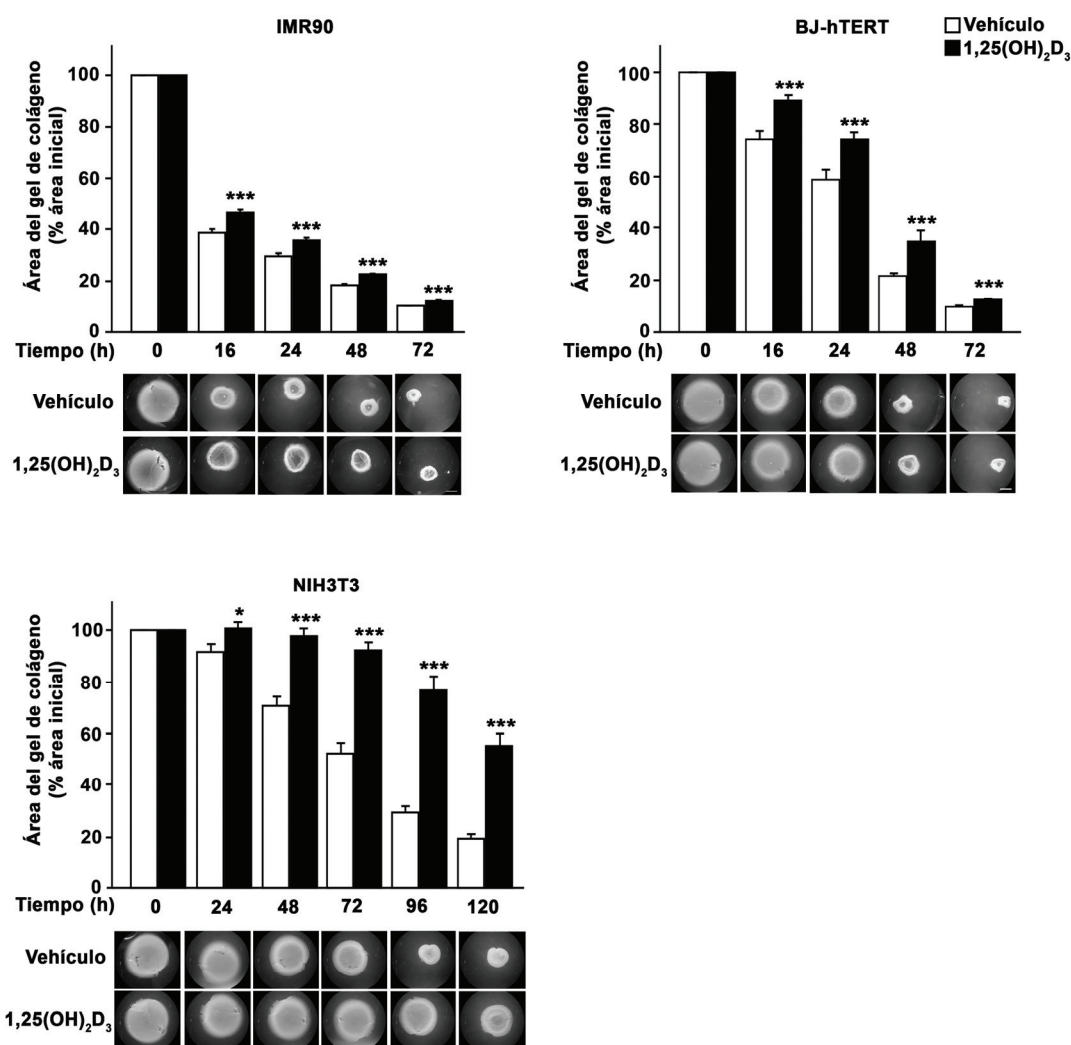 IMR90
Área del gel de colágeno
(% área inicial)
100
80
60
40
20
0
*** *** *** ***
Tiempo (h) 0 16 24 48 72
Vehículo
1,25(OH)₂D₃
BJ-hTERT
Vehículo
1,25(OH)₂D₃
Área del gel de colágeno
(% área inicial)
100
80
60
40
20
0
*** *** *** ***
Tiempo (h) 0 16 24 48 72
Vehículo
1,25(OH)₂D₃
NIH3T3
Área del gel de colágeno
(% área inicial)
100
80
60
40
20
0
* *** *** *** ***
Tiempo (h) 0 24 48 72 96 120
Vehículo
1,25(OH)₂D₃